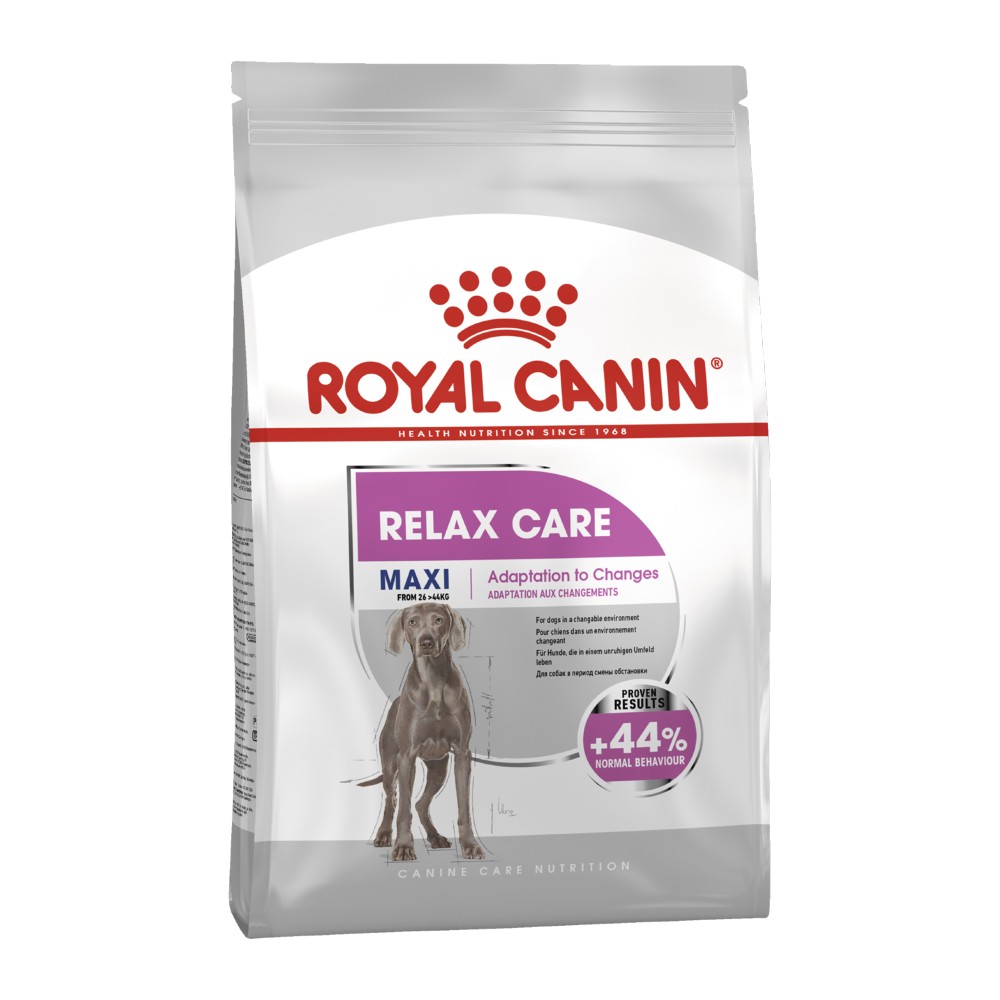 ROYAL CANIN®
HEALTH NUTRITION SINCE 1968
RELAX CARE
MAXI
FROM 26 >44KG
Adaptation to Changes
ADAPTATION AUX CHANGEMENTS
For dogs in a changable environment
Pour chiens dans un environnement
changeant
Für Hunde, die in einem unruhigen Umfeld
leben
Для собак в период смены обстановки
PROVEN
RESULTS
+44%
NORMAL BEHAVIOUR
CANINE CARE NUTRITION